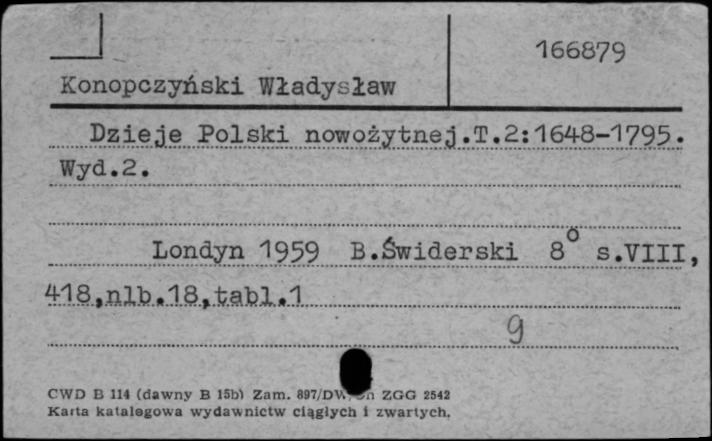 166879
Konopczyński Władysław
Dzieje Polski nowożytnej.T.2:1648-1795.
Wyd.2.
Londyn 1959 B.Świderski 8° s.VIII,
418,nlb.18,tabl.1
9
CWD B 114 (dawny B 15b) Zam. 897/DW. ZGG 2542
Karta katalogowa wydawnictw ciągłych i zwartych.